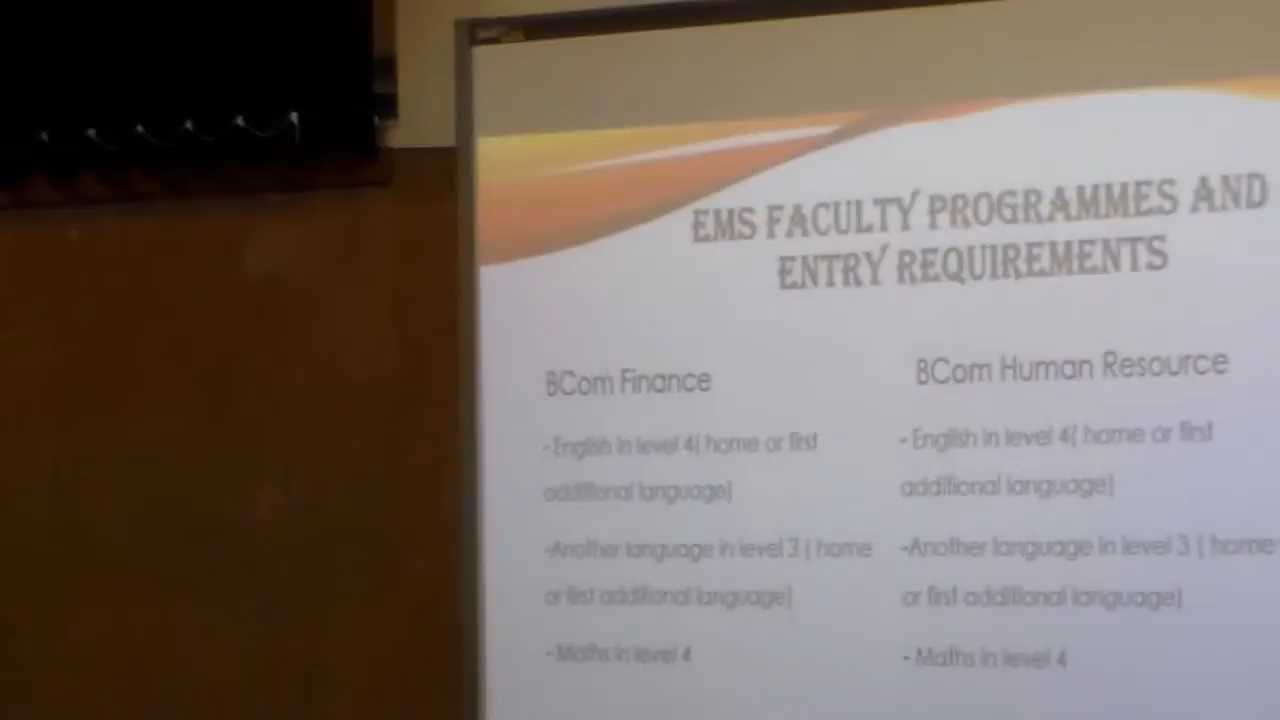 EMS FACULTY PROGRAMMES AND
ENTRY REQUIREMENTS
BCom Finance
- English in level 4( home or first
additional language)
-Another language in level 3 ( home
or first additional language)
- Maths in level 4
BCom Human Resource
- English in level 4( home or first
additional language)
-Another language in level 3 ( home
or first additional language)
- Maths in level 4